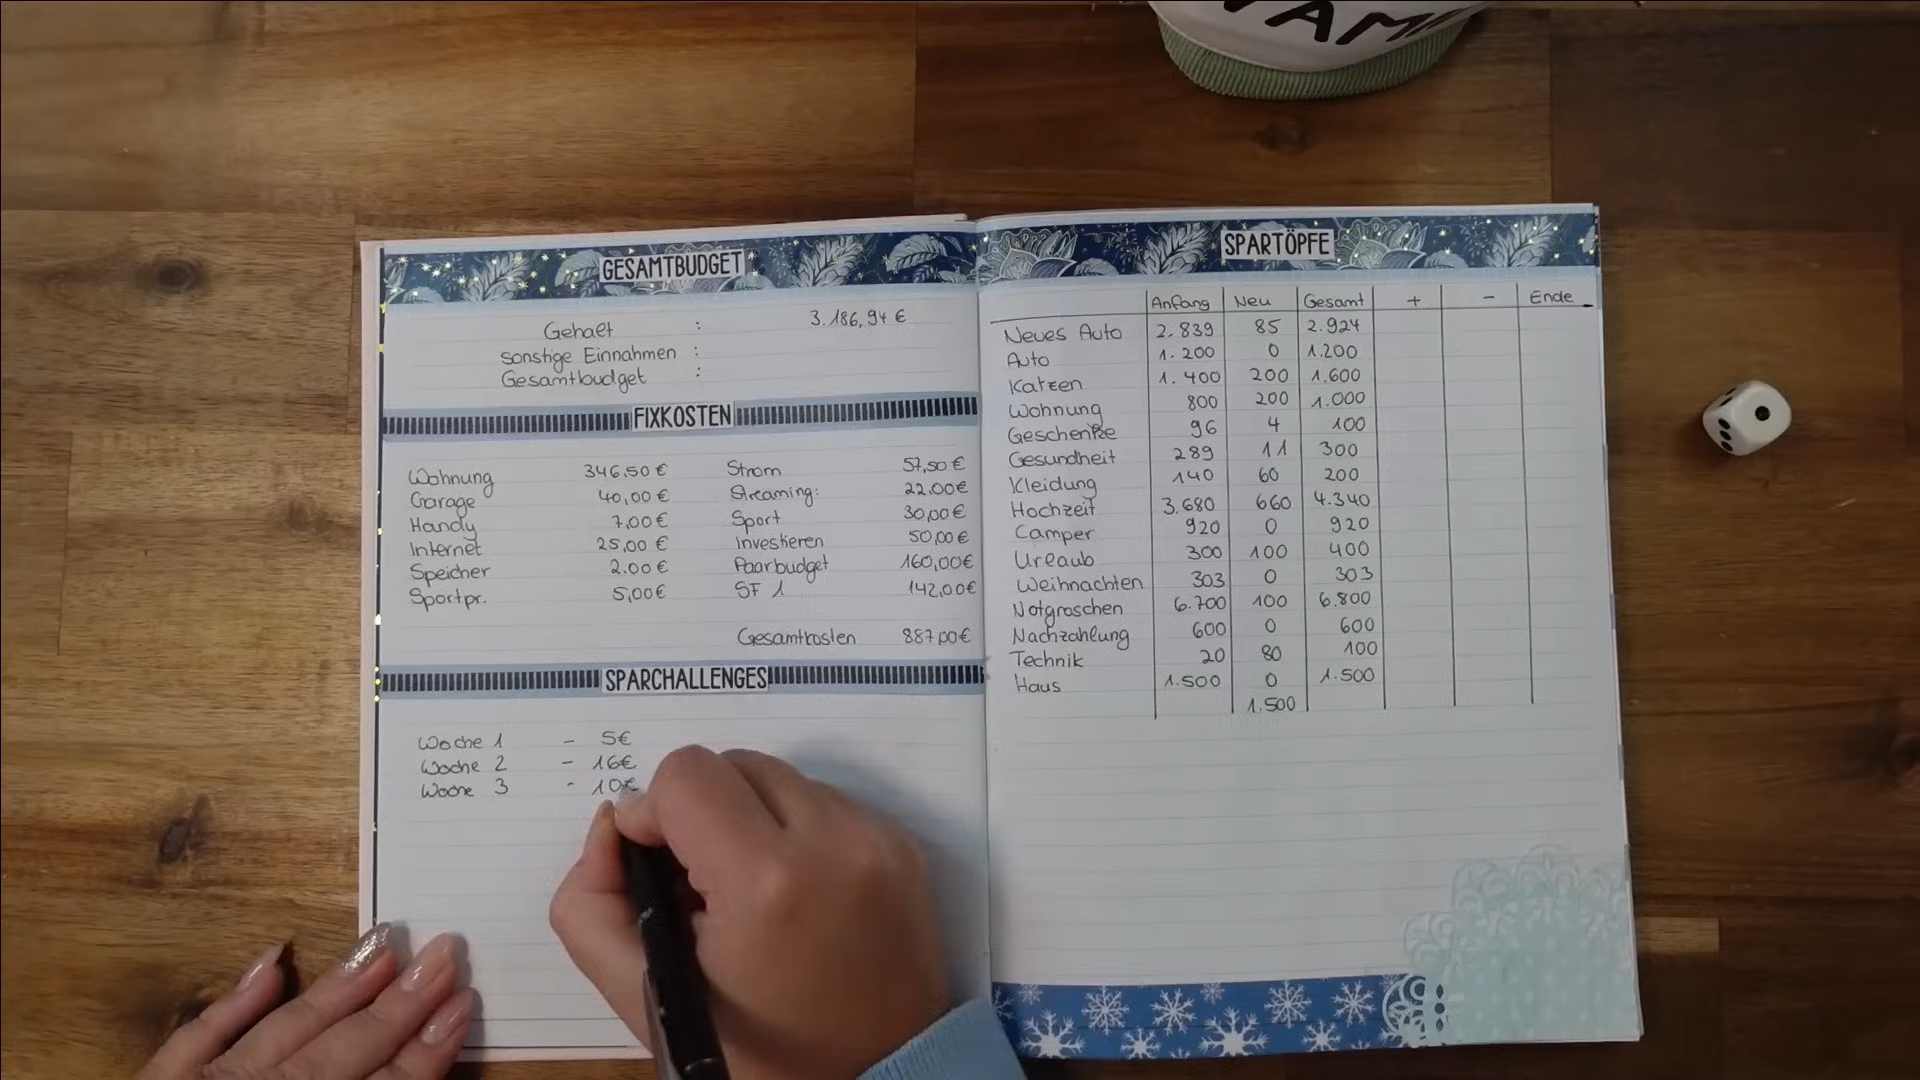 VAM
GESAMTBUDGET
Gehalt : 3.186,94 €
sonstige Einnahmen :
Gesamtbudget :
FIXKOSTEN
Wohnung 346,50 € Strom 57,50 €
Garage 40,00 € Streaming: 22,00€
Handy 7,00 € Sport 30,00 €
Internet 25,00 € Investieren 50,00€
Speicher 2.00 € Paarbudget 160,00€
Sportpr. 5,00€ SF 1 142,00€
Gesamtkosten 887,00€
SPARCHALLENGES
Woche 1 - 5€
Woche 2 - 16€
Woche 3 - 10€
SPARTÖPFE
Anfang Neu Gesamt + - Ende
Neues Auto 2.839 85 2.924
Auto 1.200 0 1.200
Katzen 1.400 200 1.600
Wohnung 800 200 1.000
Geschenke 96 4 100
Gesundheit 289 11 300
Kleidung 140 60 200
Hochzeit 3.680 660 4.340
Camper 920 0 920
Urlaub 300 100 400
Weihnachten 303 0 303
Notgroschen 6.700 100 6.800
Nachzahlung 600 0 600
Technik 20 80 100
Haus 1.500 0 1.500
1.500